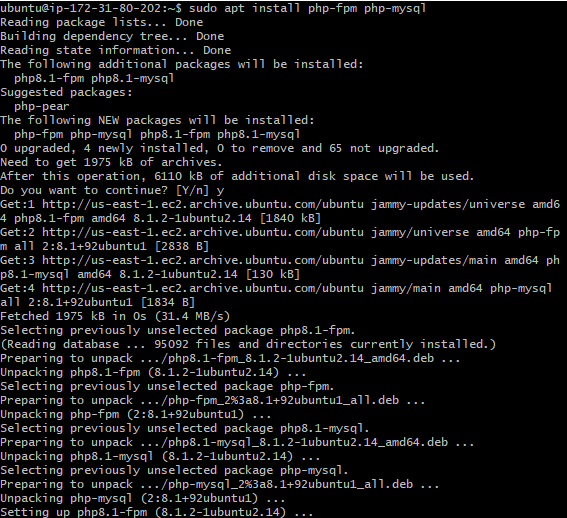 ubuntu@ip-172-31-80-202:~$ sudo apt install php-fpm php-mysql
Reading package lists... Done
Building dependency tree... Done
Reading state information... Done
The following additional packages will be installed:
  php8.1-fpm php8.1-mysql
Suggested packages:
  php-pear
The following NEW packages will be installed:
  php-fpm php-mysql php8.1-fpm php8.1-mysql
0 upgraded, 4 newly installed, 0 to remove and 65 not upgraded.
Need to get 1975 kB of archives.
After this operation, 6110 kB of additional disk space will be used.
Do you want to continue? [Y/n] y
Get:1 http://us-east-1.ec2.archive.ubuntu.com/ubuntu jammy-updates/universe amd6
4 php8.1-fpm amd64 8.1.2-1ubuntu2.14 [1840 kB]
Get:2 http://us-east-1.ec2.archive.ubuntu.com/ubuntu jammy/universe amd64 php-fp
m all 2:8.1+92ubuntu1 [2838 B]
Get:3 http://us-east-1.ec2.archive.ubuntu.com/ubuntu jammy-updates/main amd64 ph
p8.1-mysql amd64 8.1.2-1ubuntu2.14 [130 kB]
Get:4 http://us-east-1.ec2.archive.ubuntu.com/ubuntu jammy/main amd64 php-mysql
all 2:8.1+92ubuntu1 [1834 B]
Fetched 1975 kB in 0s (31.4 MB/s)
Selecting previously unselected package php8.1-fpm.
(Reading database ... 95092 files and directories currently installed.)
Preparing to unpack .../php8.1-fpm_8.1.2-1ubuntu2.14_amd64.deb ...
Unpacking php8.1-fpm (8.1.2-1ubuntu2.14) ...
Selecting previously unselected package php-fpm.
Preparing to unpack .../php-fpm_2%3a8.1+92ubuntu1_all.deb ...
Unpacking php-fpm (2:8.1+92ubuntu1) ...
Selecting previously unselected package php8.1-mysql.
Preparing to unpack .../php8.1-mysql_8.1.2-1ubuntu2.14_amd64.deb ...
Unpacking php8.1-mysql (8.1.2-1ubuntu2.14) ...
Selecting previously unselected package php-mysql.
Preparing to unpack .../php-mysql_2%3a8.1+92ubuntu1_all.deb ...
Unpacking php-mysql (2:8.1+92ubuntu1) ...
Setting up php8.1-fpm (8.1.2-1ubuntu2.14) ...